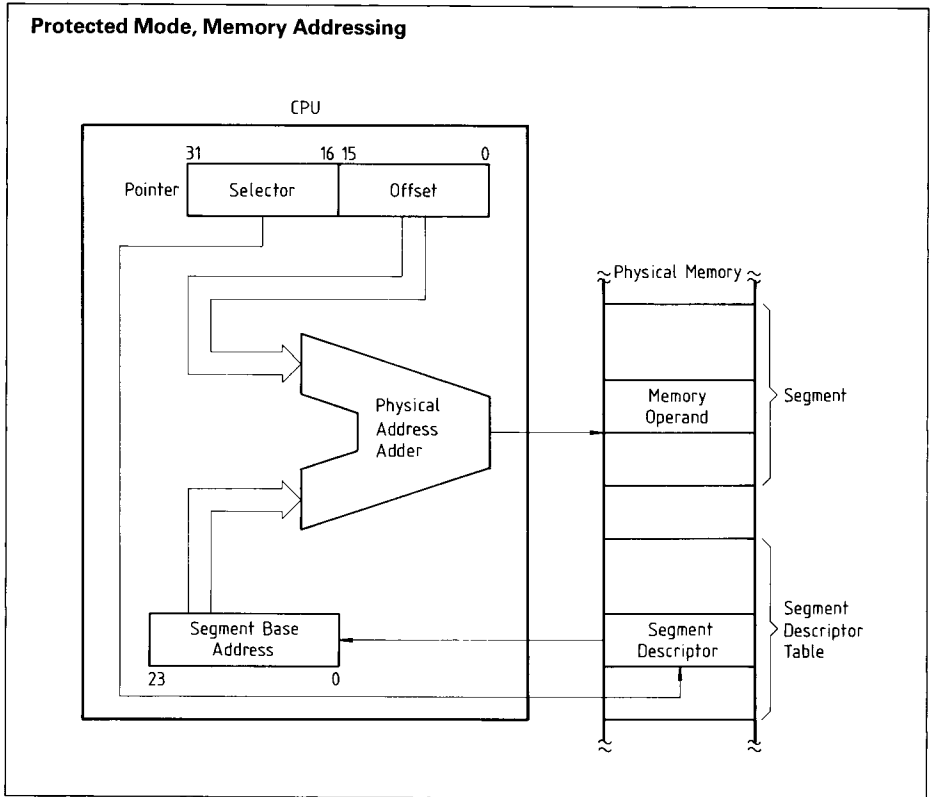 Protected Mode, Memory Addressing
CPU
31 16 15 0
Pointer Selector Offset
Physical Memory
Memory
Operand
Segment
Physical
Address
Adder
Segment Base
Address
23 0
Segment
Descriptor
Segment
Descriptor
Table